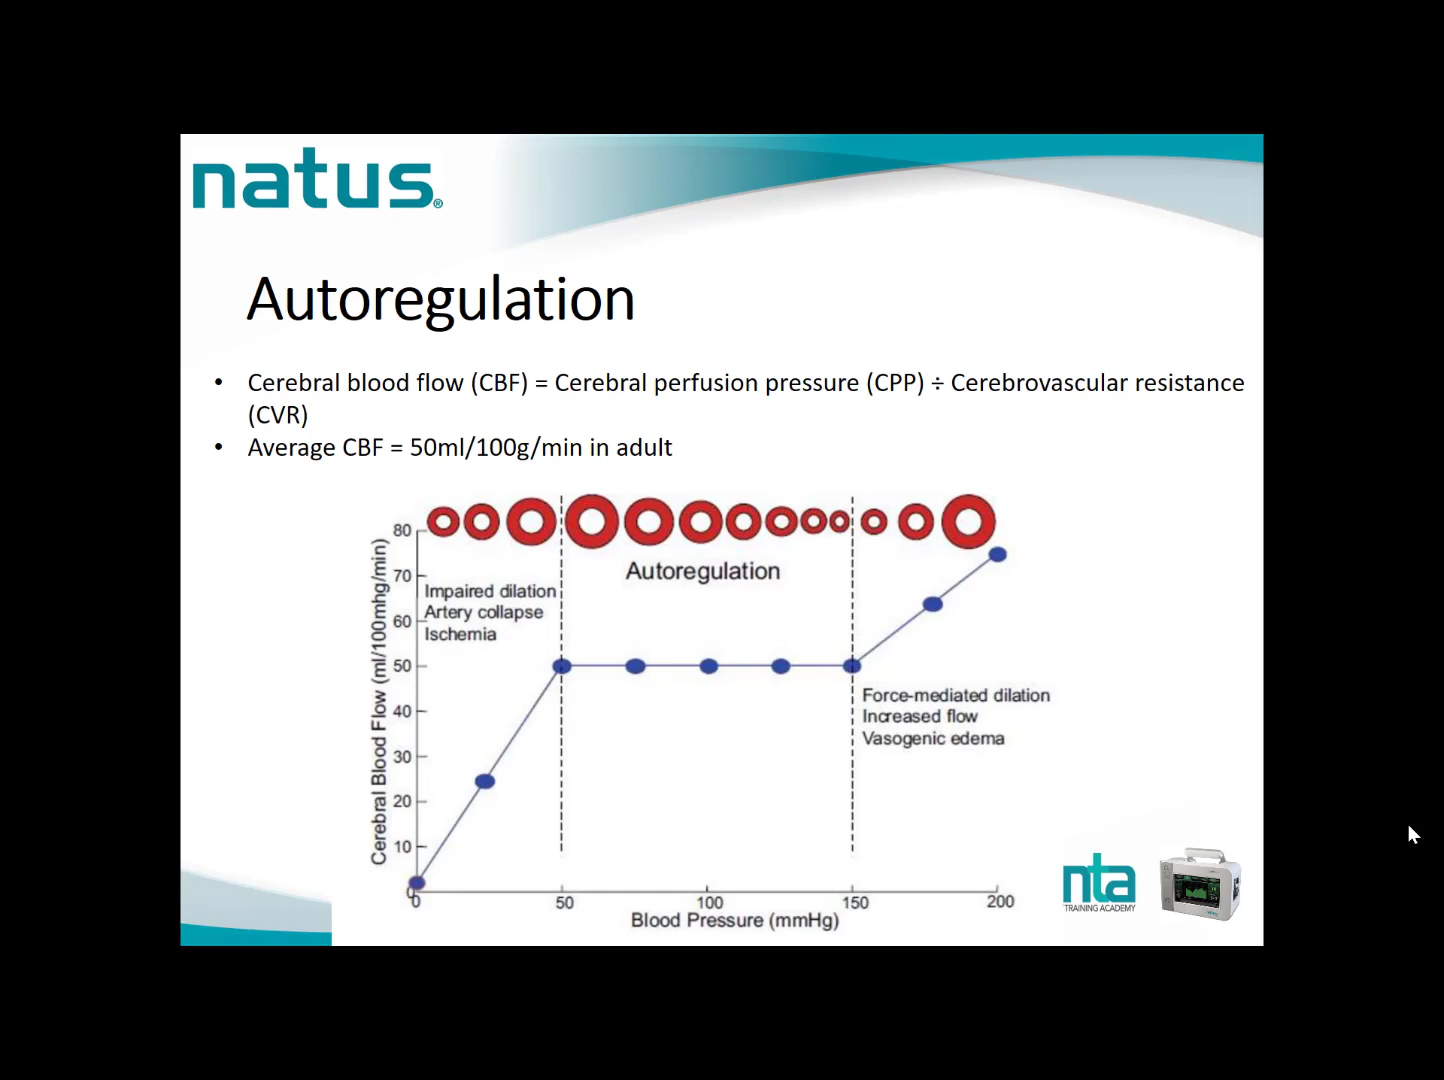 natus®
Autoregulation
• Cerebral blood flow (CBF) = Cerebral perfusion pressure (CPP) ÷ Cerebrovascular resistance
(CVR)
• Average CBF = 50ml/100g/min in adult
Autoregulation
Impaired dilation
Artery collapse
Ischemia
Force-mediated dilation
Increased flow
Vasogenic edema
Cerebral Blood Flow (ml/100mhg/min)
80
70
60
50
40
30
20
10
0
0 50 100 150 200
Blood Pressure (mmHg)
nta
TRAINING ACADEMY